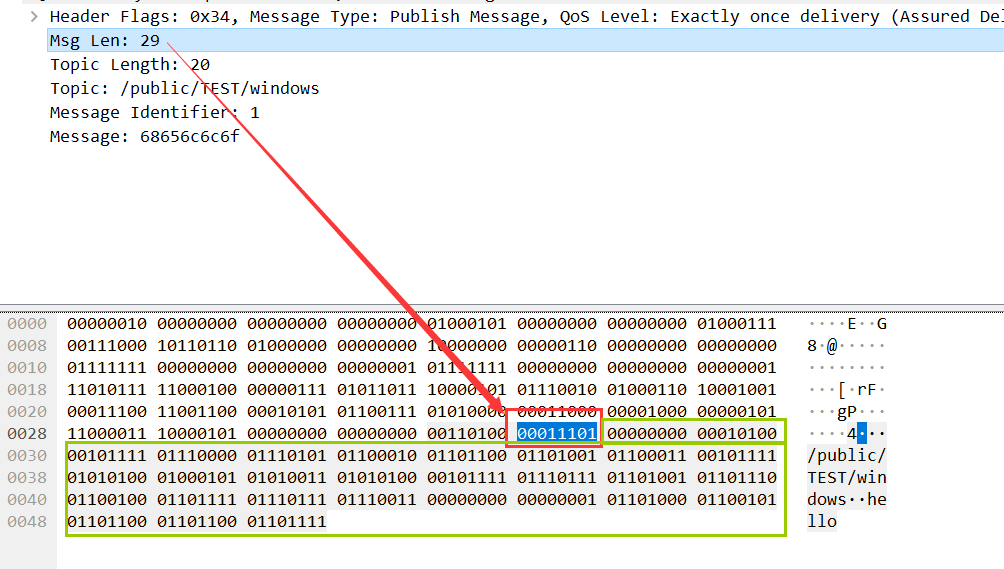 Header Flags: 0x34, Message Type: Publish Message, QoS Level: Exactly once delivery (Assured Del
Msg Len: 29
Topic Length: 20
Topic: /public/TEST/windows
Message Identifier: 1
Message: 68656c6c6f
0000 00000010 00000000 00000000 00000000 01000101 00000000 00000000 01000111 ····E··G
0008 00111000 10110110 01000000 00000000 10000000 00000110 00000000 00000000 8·@·····
0010 01111111 00000000 00000000 00000001 01111111 00000000 00000000 00000001 ········
0018 11010111 11000100 00000111 01011011 10000101 01110010 01000110 10001001 ···[·rF·
0020 00011100 11001100 00010101 01100111 01010000 00011000 00001000 00000101 ···gP···
0028 11000011 10000101 00000000 00000000 00110100 00011101 00000000 00010100 ····4···
0030 00101111 01110000 01110101 01100010 01101100 01101001 01100011 00101111 /public/
0038 01010100 01000101 01010011 01010100 00101111 01110111 01101001 01101110 TEST/win
0040 01100100 01101111 01110111 01110011 00000000 00000001 01101000 01100101 dows··he
0048 01101100 01101100 01101111 llo